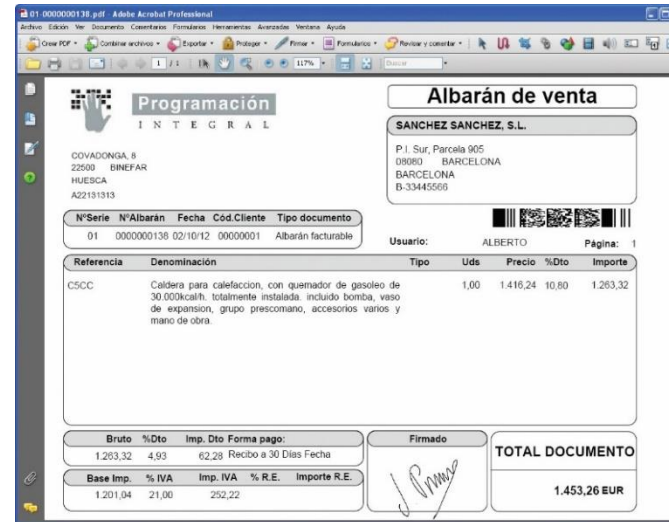 01-0000000138.pdf - Adobe Acrobat Professional
Archivo Edición Ver Documento Comentarios Formularios Herramientas Avanzadas Ventana Ayuda
Crear PDF Combinar archivos Exportar Proteger Firmar Formularios Revisar y comentar
1 / 1 117% Buscar
Programación
INTEGRAL
Albarán de venta
SANCHEZ SANCHEZ, S.L.
P.I. Sur, Parcela 905
08080 BARCELONA
BARCELONA
B-33445566
COVADONGA, 8
22500 BINEFAR
HUESCA
A22131313
NºSerie NºAlbarán Fecha Cód.Cliente Tipo documento
01 0000000138 02/10/12 00000001 Albarán facturable
Usuario: ALBERTO Página: 1
Referencia Denominación Tipo Uds Precio %Dto Importe
C5CC Caldera para calefaccion, con quemador de gasoleo de 1,00 1.416,24 10,80 1.263,32
30.000kcal/h. totalmente instalada. incluido bomba, vaso
de expansion, grupo prescomano, accesorios varios y
mano de obra.
Bruto %Dto Imp. Dto Forma pago:
1.263,32 4,93 62,28 Recibo a 30 Dias Fecha
Base Imp. % IVA Imp. IVA % R.E. Importe R.E.
1.201,04 21,00 252,22
Firmado
TOTAL DOCUMENTO
1.453,26 EUR